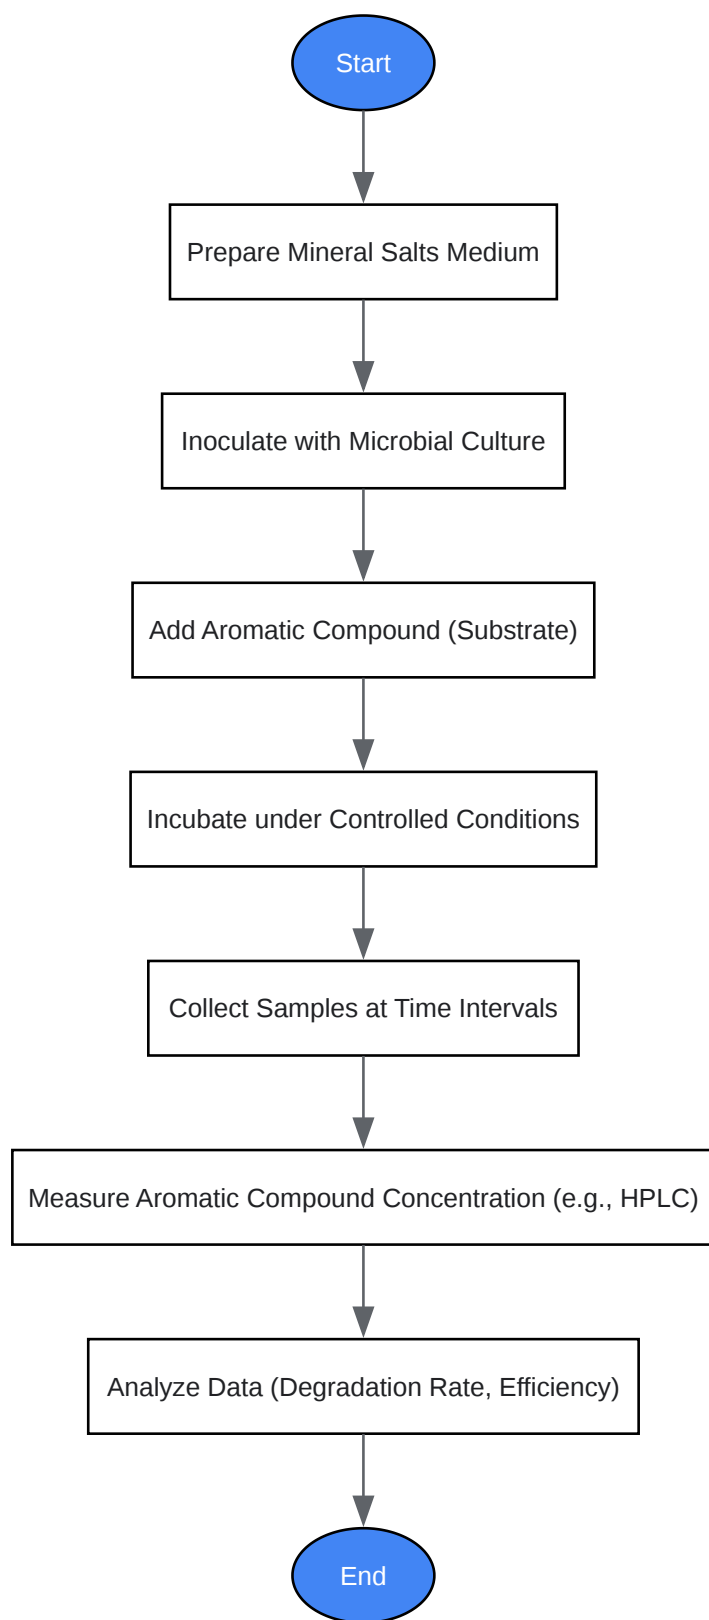 Start
Prepare Mineral Salts Medium
Inoculate with Microbial Culture
Add Aromatic Compound (Substrate)
Incubate under Controlled Conditions
Collect Samples at Time Intervals
Measure Aromatic Compound Concentration (e.g., HPLC)
Analyze Data (Degradation Rate, Efficiency)
End